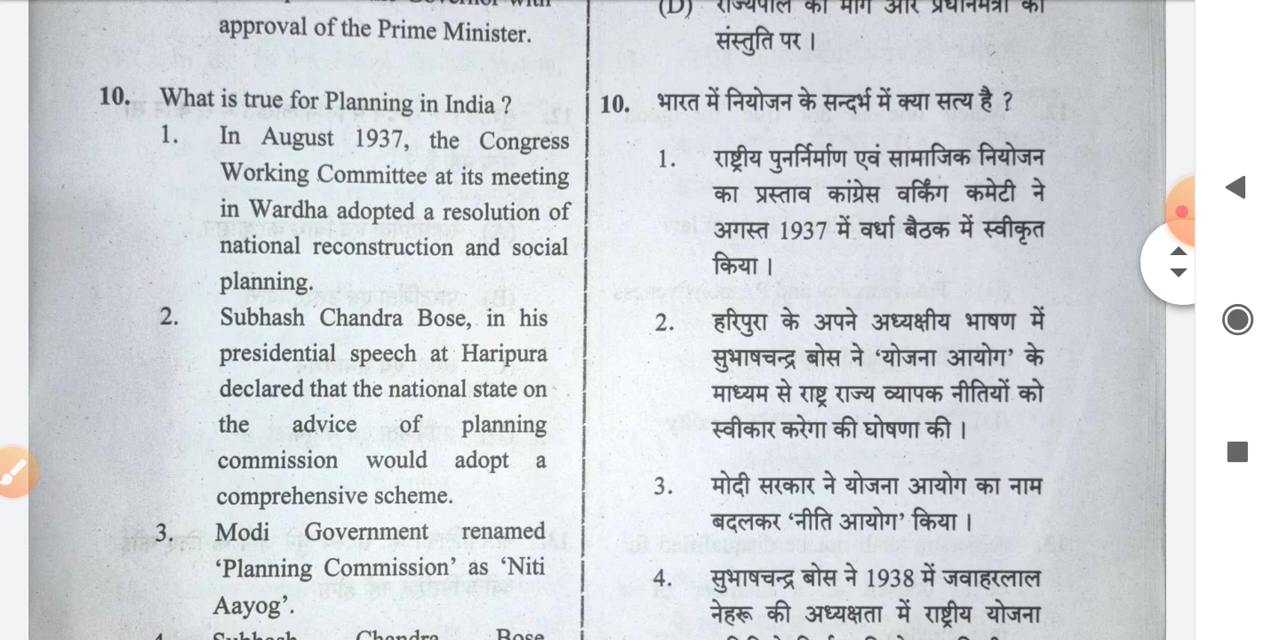 approval of the Prime Minister.
10. What is true for Planning in India ?
1. In August 1937, the Congress
Working Committee at its meeting
in Wardha adopted a resolution of
national reconstruction and social
planning.
2. Subhash Chandra Bose, in his
presidential speech at Haripura
declared that the national state on
the advice of planning
commission would adopt a
comprehensive scheme.
3. Modi Government renamed
‘Planning Commission’ as ‘Niti
Aayog’.
Subhash Chandra Bose
(D) राज्यपाल की मांग और प्रधानमंत्री की
संस्तुति पर ।
10. भारत में नियोजन के सन्दर्भ में क्या सत्य है ?
1. राष्ट्रीय पुनर्निर्माण एवं सामाजिक नियोजन
का प्रस्ताव कांग्रेस वर्किंग कमेटी ने
अगस्त 1937 में वर्धा बैठक में स्वीकृत
किया ।
2. हरिपुरा के अपने अध्यक्षीय भाषण में
सुभाषचन्द्र बोस ने ‘योजना आयोग’ के
माध्यम से राष्ट्र राज्य व्यापक नीतियों को
स्वीकार करेगा की घोषणा की ।
3. मोदी सरकार ने योजना आयोग का नाम
बदलकर ‘नीति आयोग’ किया ।
4. सुभाषचन्द्र बोस ने 1938 में जवाहरलाल
नेहरू की अध्यक्षता में राष्ट्रीय योजना